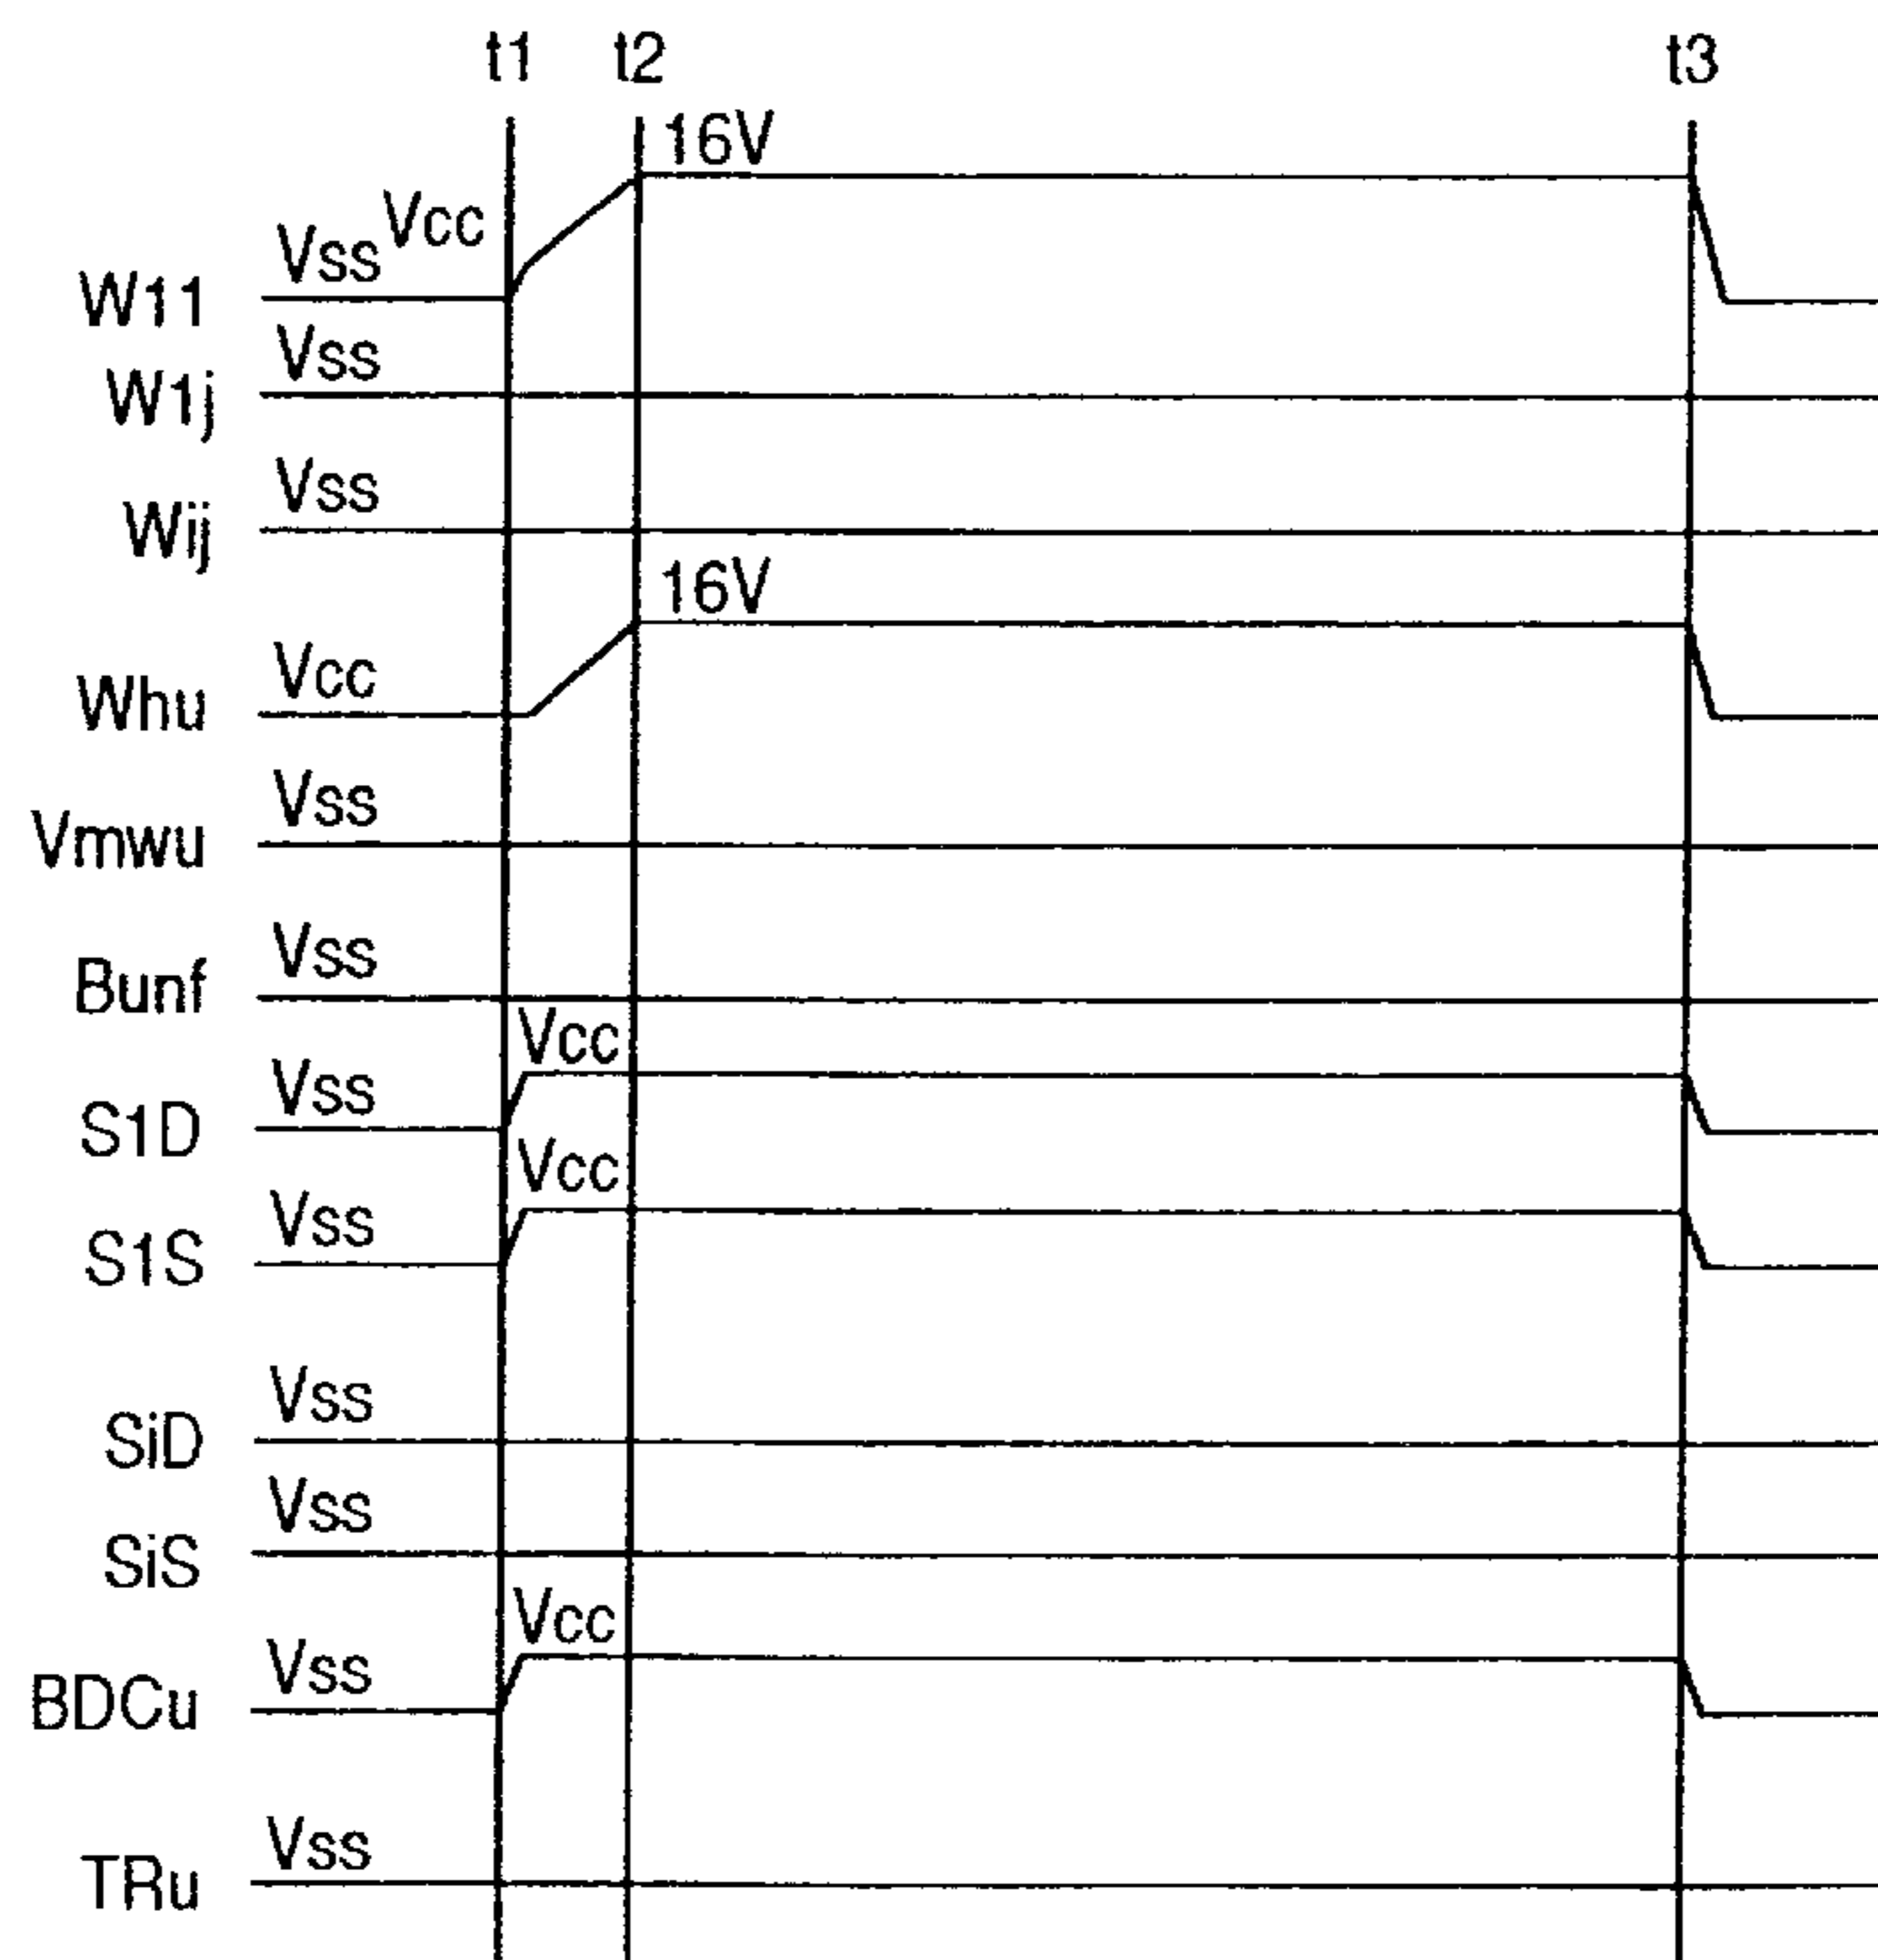 t1 t2 t3
16V
Vcc
Vss
W11
Vss
W1j
Vss
Wij
16V
Vcc
Whu
Vss
Vmwu
Vss
Bunf
Vcc
Vss
S1D
Vcc
Vss
S1S
Vss
SiD
Vss
SiS
Vcc
Vss
BDCu
Vss
TRu